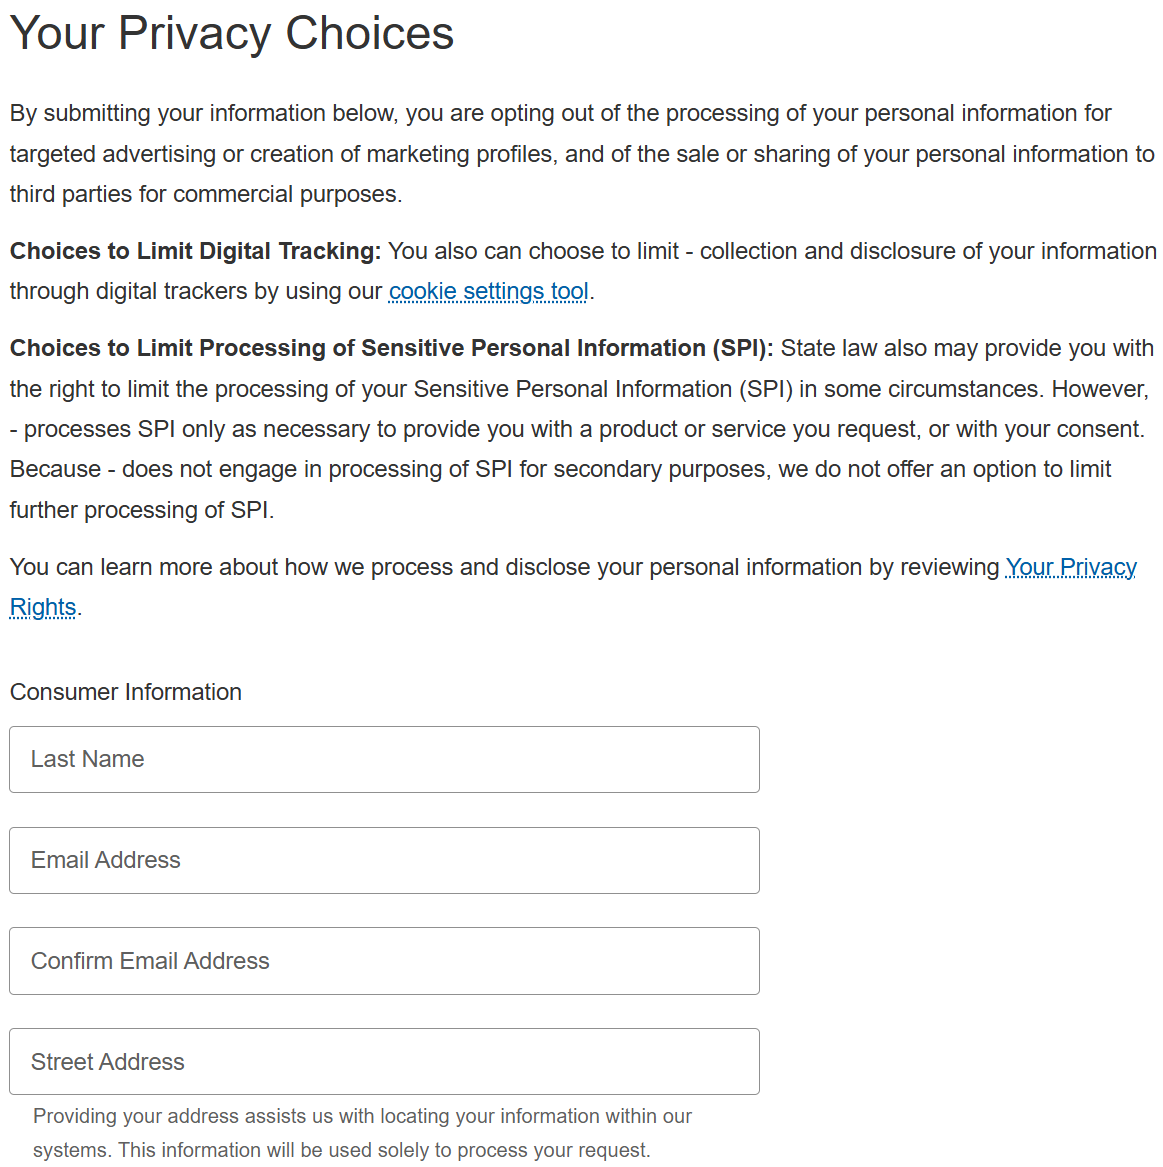 Your Privacy Choices
By submitting your information below, you are opting out of the processing of your personal information for
targeted advertising or creation of marketing profiles, and of the sale or sharing of your personal information to
third parties for commercial purposes.
Choices to Limit Digital Tracking: You also can choose to limit - collection and disclosure of your information
through digital trackers by using our cookie settings tool.
Choices to Limit Processing of Sensitive Personal Information (SPI): State law also may provide you with
the right to limit the processing of your Sensitive Personal Information (SPI) in some circumstances. However,
- processes SPI only as necessary to provide you with a product or service you request, or with your consent.
Because - does not engage in processing of SPI for secondary purposes, we do not offer an option to limit
further processing of SPI.
You can learn more about how we process and disclose your personal information by reviewing Your Privacy
Rights.
Consumer Information
Last Name
Email Address
Confirm Email Address
Street Address
Providing your address assists us with locating your information within our
systems. This information will be used solely to process your request.